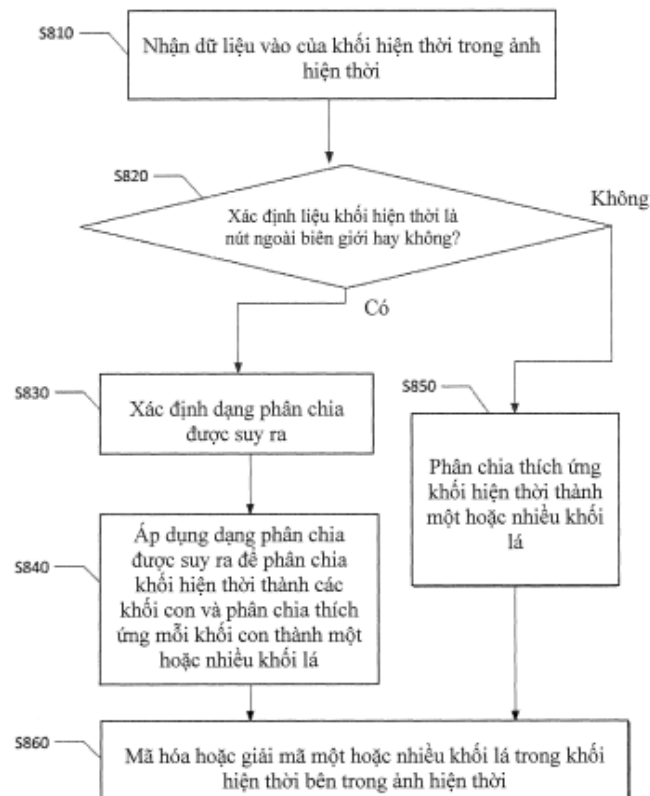 S810
Nhận dữ liệu vào của khối hiện thời trong ảnh
hiện thời
S820
Xác định liệu khối hiện thời là
nút ngoài biên giới hay không?
Không
Có
S830
Xác định dạng phân chia
được suy ra
S850
Phân chia thích ứng
khối hiện thời thành
một hoặc nhiều khối
lá
S840
Áp dụng dạng phân chia
được suy ra để phân chia
khối hiện thời thành các
khối con và phân chia thích
ứng mỗi khối con thành một
hoặc nhiều khối lá
S860
Mã hóa hoặc giải mã một hoặc nhiều khối lá trong khối
hiện thời bên trong ảnh hiện thời